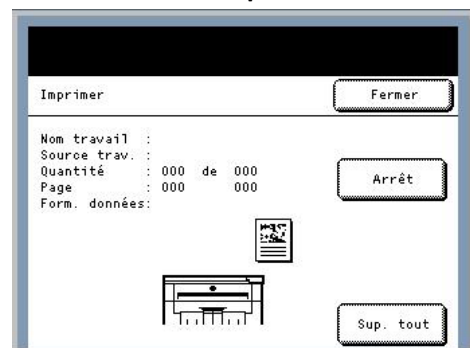 Imprimer
Fermer
Nom travail :
Source trav. :
Quantité : 000 de 000
Page : 000 000
Form. données:
Arrêt
Sup. tout